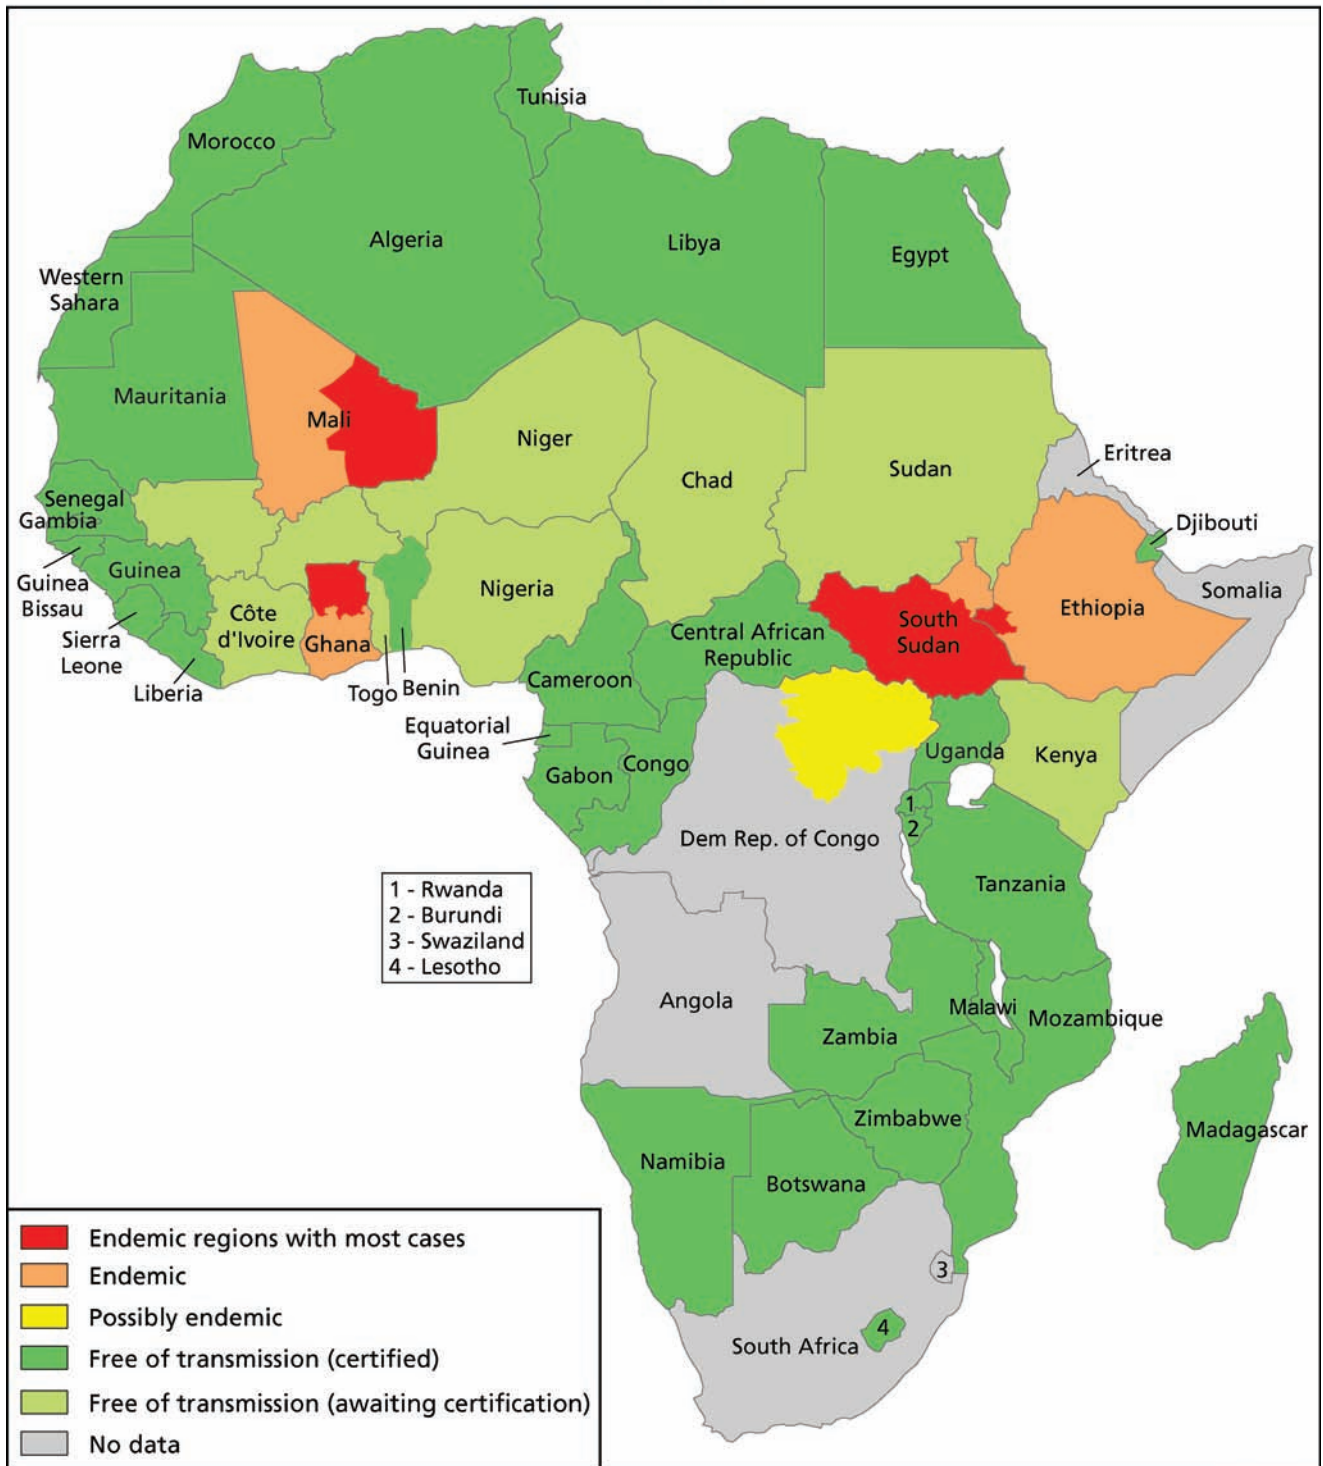 Tunisia
Morocco
Algeria
Libya
Egypt
Western
Sahara
Mauritania
Mali
Niger
Chad
Sudan
Eritrea
Senegal
Gambia
Djibouti
Guinea
Bissau
Guinea
Nigeria
Somalia
Sierra
Leone
Côte
d'Ivoire
Ghana
South
Sudan
Ethiopia
Central African
Republic
Liberia
Togo
Benin
Cameroon
Equatorial
Guinea
Uganda
Kenya
Gabon
Congo
1
2
Dem Rep. of Congo
Tanzania
1 - Rwanda
2 - Burundi
3 - Swaziland
4 - Lesotho
Angola
Malawi
Mozambique
Zambia
Zimbabwe
Madagascar
Namibia
Botswana
3
4
South Africa
Endemic regions with most cases
Endemic
Possibly endemic
Free of transmission (certified)
Free of transmission (awaiting certification)
No data